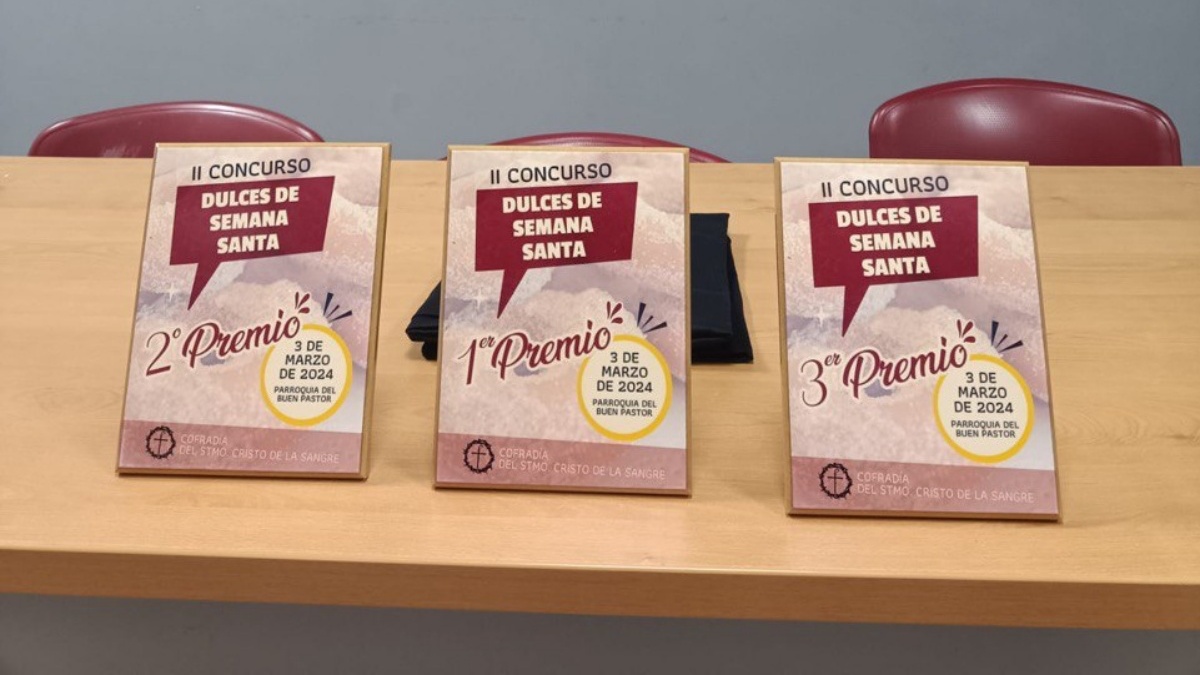 II CONCURSO
DULCES DE
SEMANA
SANTA
2º Premio
3 DE
MARZO
DE 2024
PARROQUIA DEL
BUEN PASTOR
COFRADÍA
DEL STMO. CRISTO DE LA SANGRE
II CONCURSO
DULCES DE
SEMANA
SANTA
1er Premio
3 DE
MARZO
DE 2024
PARROQUIA DEL
BUEN PASTOR
COFRADÍA
DEL STMO. CRISTO DE LA SANGRE
II CONCURSO
DULCES DE
SEMANA
SANTA
3er Premio
3 DE
MARZO
DE 2024
PARROQUIA DEL
BUEN PASTOR
COFRADÍA
DEL STMO. CRISTO DE LA SANGRE